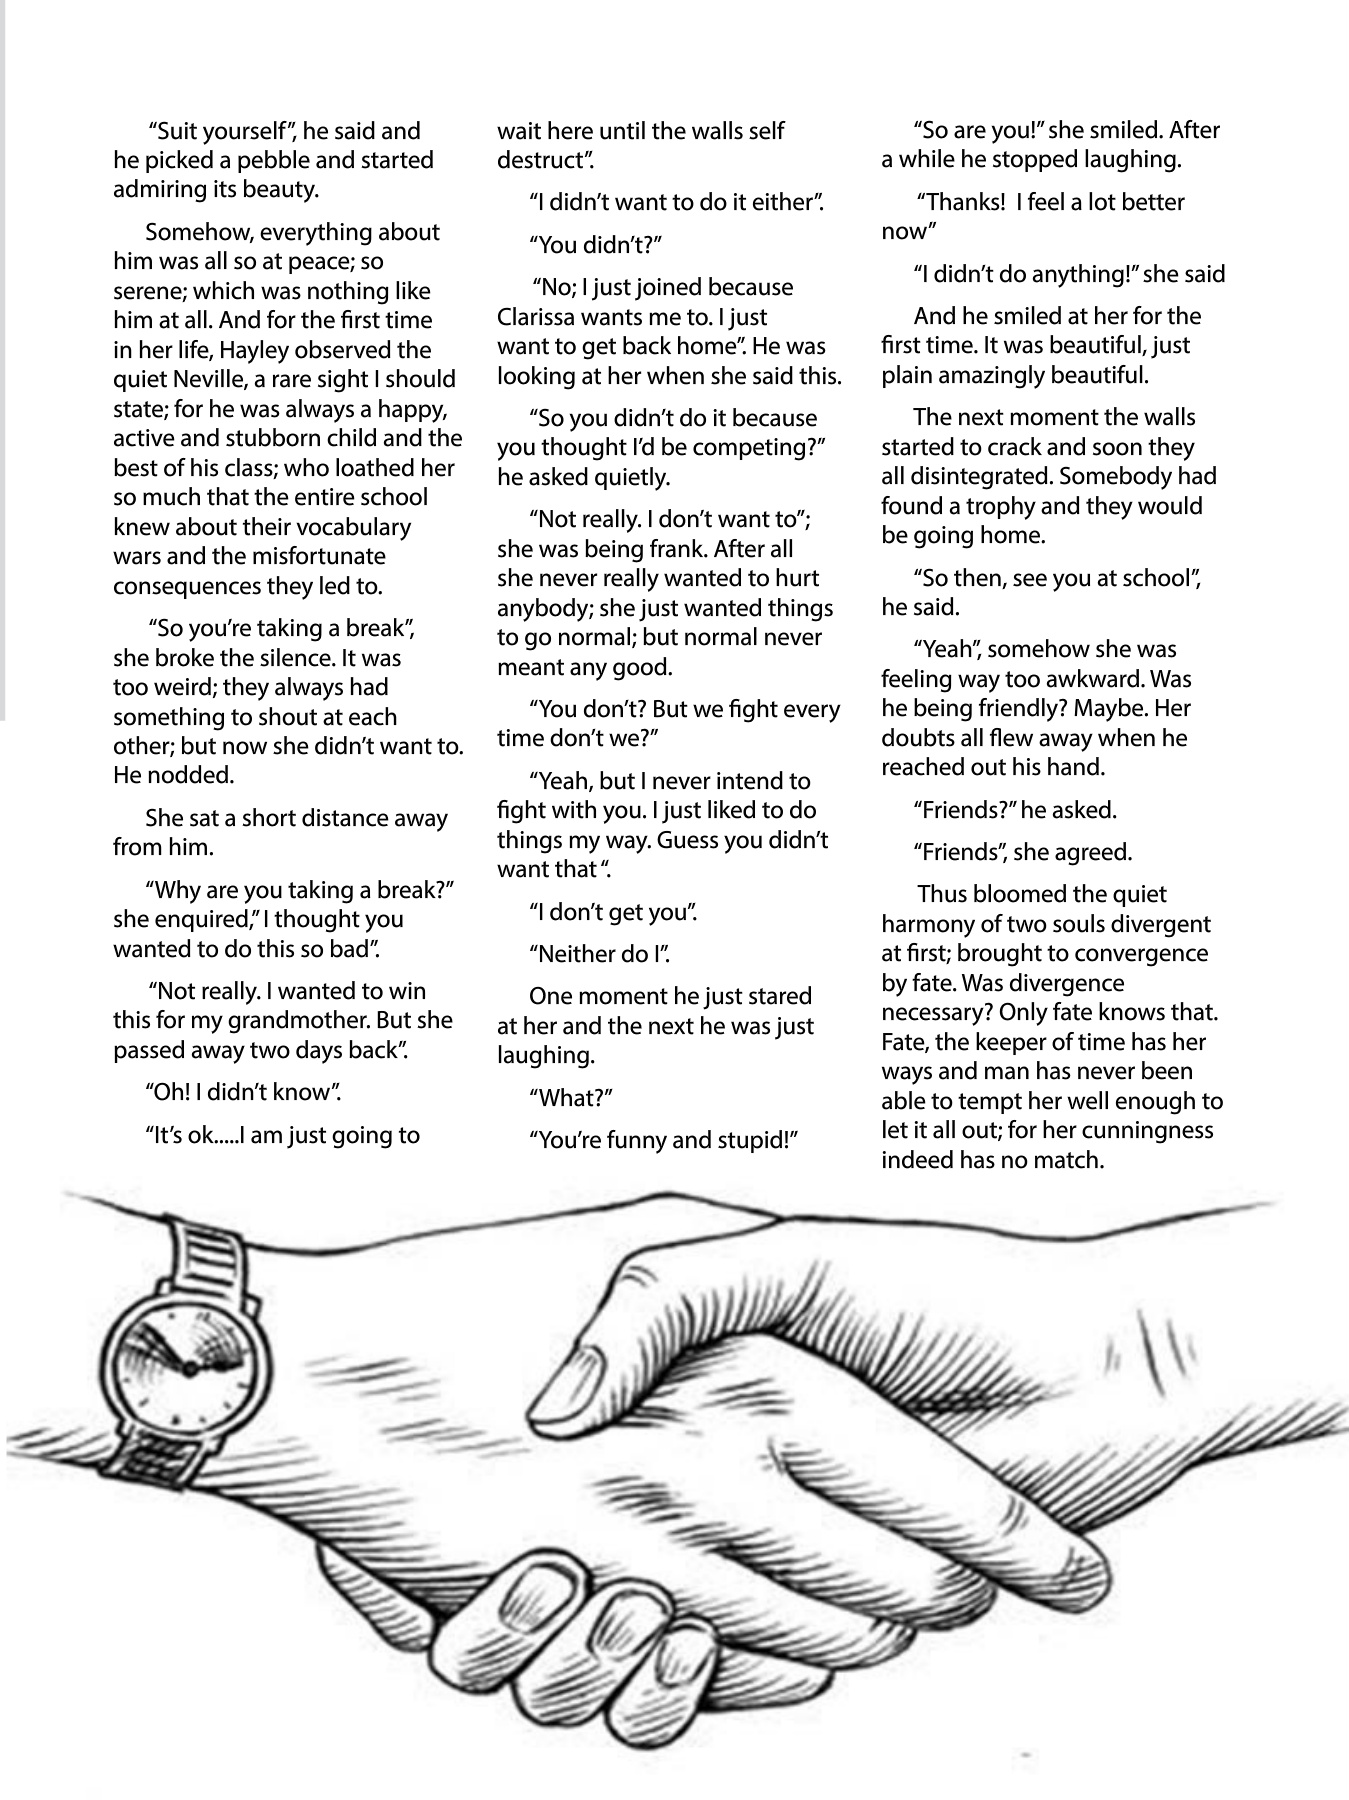 “Suit yourself”, he said and
he picked a pebble and started
admiring its beauty.
Somehow, everything about
him was all so at peace; so
serene; which was nothing like
him at all. And for the first time
in her life, Hayley observed the
quiet Neville, a rare sight I should
state; for he was always a happy,
active and stubborn child and the
best of his class; who loathed her
so much that the entire school
knew about their vocabulary
wars and the misfortunate
consequences they led to.
“So you’re taking a break”,
she broke the silence. It was
too weird; they always had
something to shout at each
other; but now she didn’t want to.
He nodded.
She sat a short distance away
from him.
“Why are you taking a break?”
she enquired,” I thought you
wanted to do this so bad”.
“Not really. I wanted to win
this for my grandmother. But she
passed away two days back”.
“Oh! I didn’t know”.
“It’s ok.....I am just going to
wait here until the walls self
destruct”.
“I didn’t want to do it either”.
“You didn’t?”
“No; I just joined because
Clarissa wants me to. I just
want to get back home”. He was
looking at her when she said this.
“So you didn’t do it because
you thought I’d be competing?”
he asked quietly.
“Not really. I don’t want to”;
she was being frank. After all
she never really wanted to hurt
anybody; she just wanted things
to go normal; but normal never
meant any good.
“You don’t? But we fight every
time don’t we?”
“Yeah, but I never intend to
fight with you. I just liked to do
things my way. Guess you didn’t
want that “.
“I don’t get you”.
“Neither do I”.
One moment he just stared
at her and the next he was just
laughing.
“What?”
“You’re funny and stupid!”
“So are you!” she smiled. After
a while he stopped laughing.
“Thanks!  I feel a lot better
now”
“I didn’t do anything!” she said
And he smiled at her for the
first time. It was beautiful, just
plain amazingly beautiful.
The next moment the walls
started to crack and soon they
all disintegrated. Somebody had
found a trophy and they would
be going home.
“So then, see you at school”,
he said.
“Yeah”, somehow she was
feeling way too awkward. Was
he being friendly? Maybe. Her
doubts all flew away when he
reached out his hand.
“Friends?” he asked.
“Friends”, she agreed.
Thus bloomed the quiet
harmony of two souls divergent
at first; brought to convergence
by fate. Was divergence
necessary? Only fate knows that.
Fate, the keeper of time has her
ways and man has never been
able to tempt her well enough to
let it all out; for her cunningness
indeed has no match.